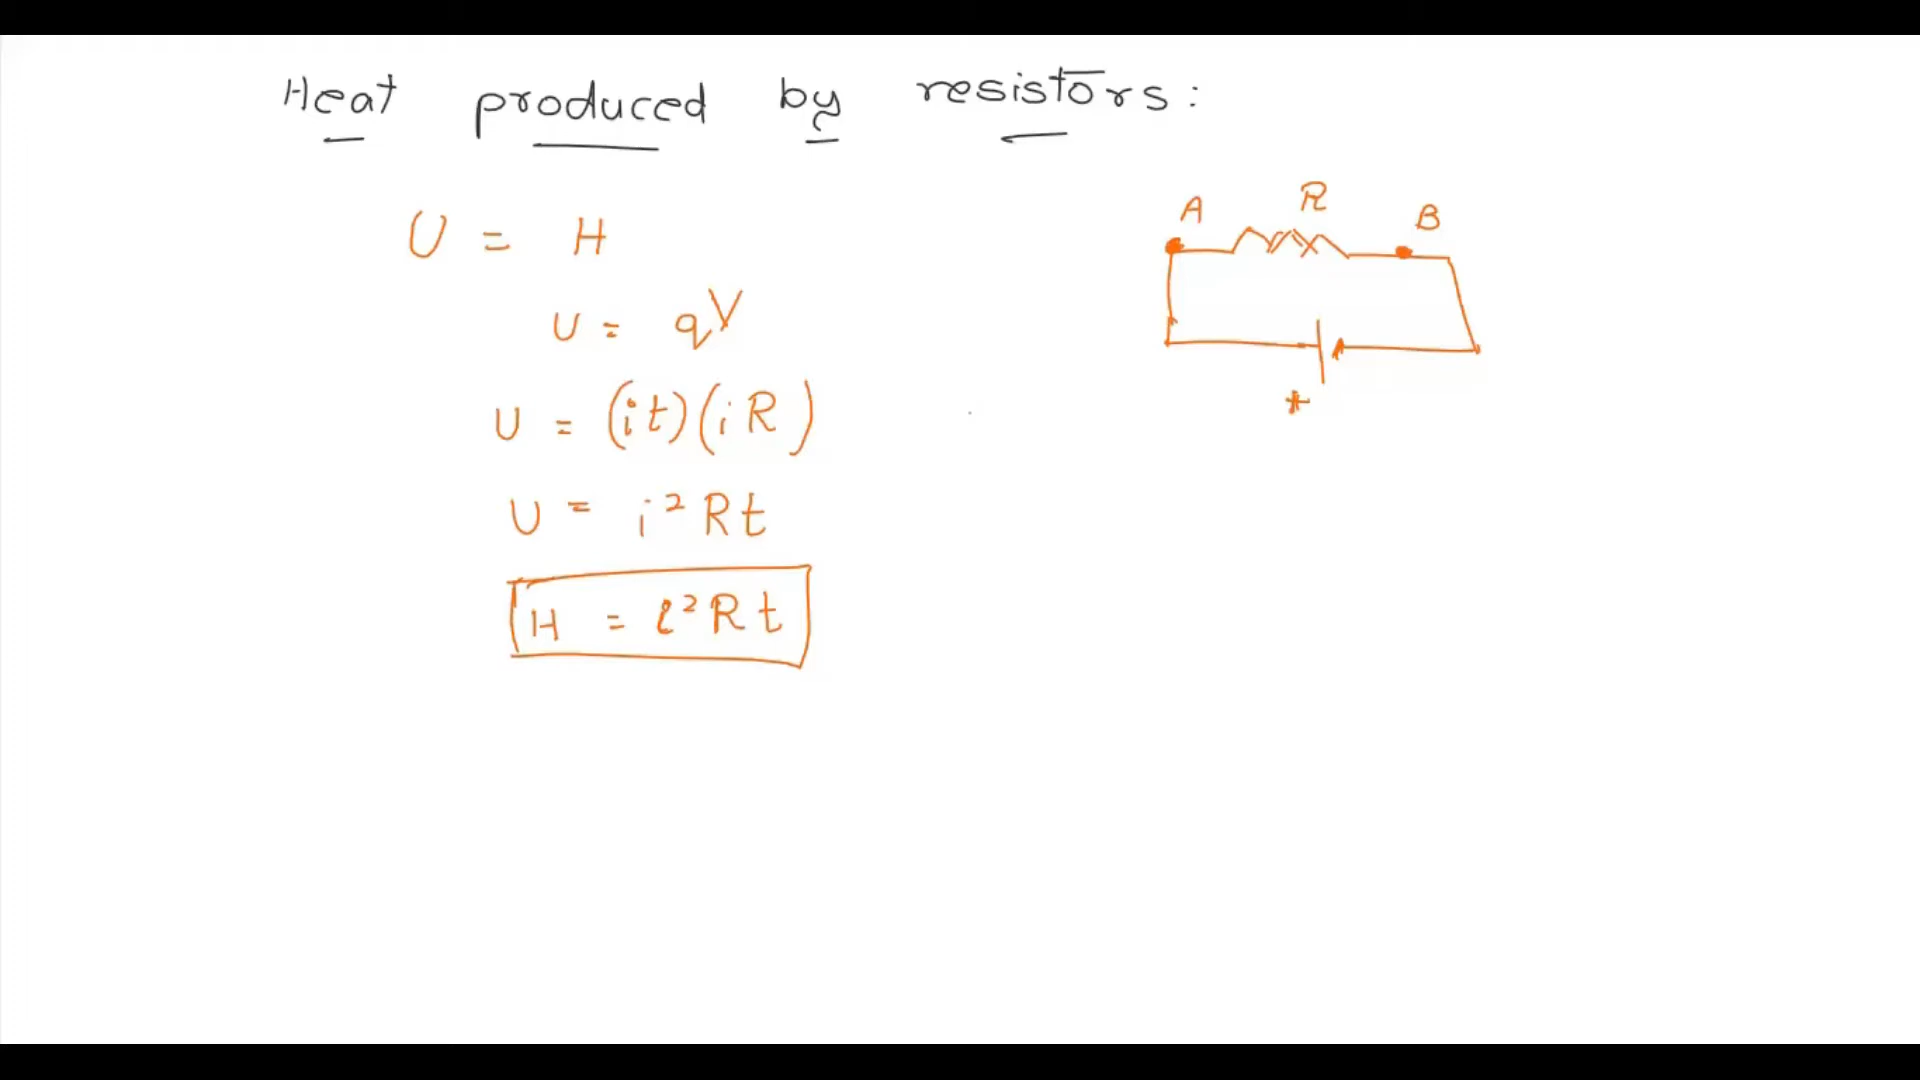 Heat produced by resistors:
U = H
U = qV
U = (it)(iR)
U = i²Rt
H = i²Rt
A R B
+